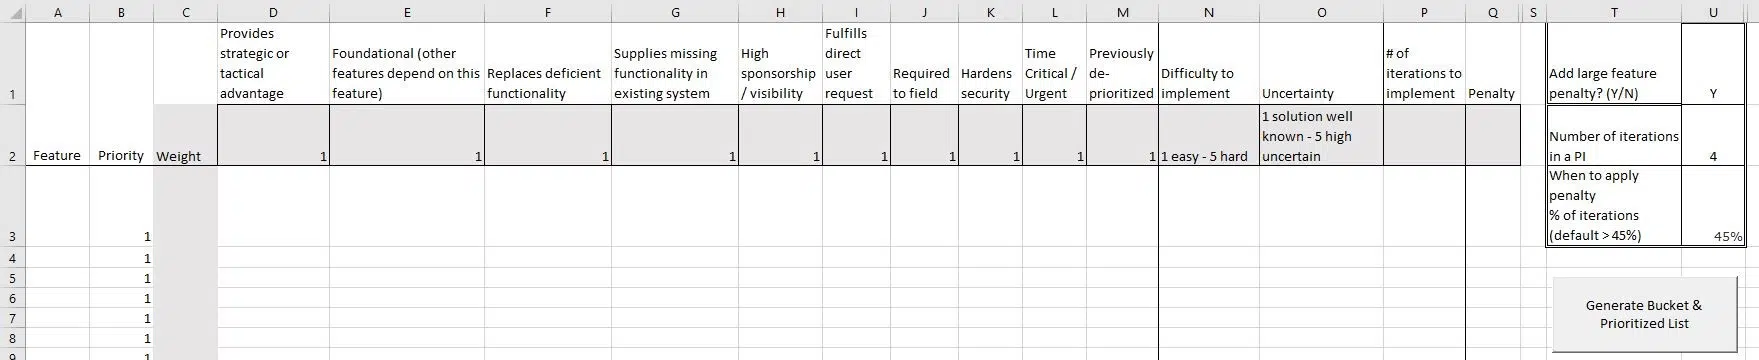 A B C D E F G H I J K L M N O P Q S T U
1
Provides
strategic or
tactical
advantage
Foundational (other
features depend on this
feature)
Replaces deficient
functionality
Supplies missing
functionality in
existing system
High
sponsorship
/ visibility
Fulfills
direct
user
request
Required
to field
Hardens
security
Time
Critical /
Urgent
Previously
de-
prioritized
Difficulty to
implement
Uncertainty
# of
iterations to
implement
Penalty
Add large feature
penalty? (Y/N)
Y
2
Feature
Priority
Weight
1
1
1
1
1
1
1
1
1
1
1 easy - 5 hard
1 solution well
known - 5 high
uncertain
Number of iterations
in a PI
4
3
1
When to apply
penalty
% of iterations
(default > 45%)
45%
4 1
5 1
6 1
7 1
8 1
9 1
Generate Bucket &
Prioritized List